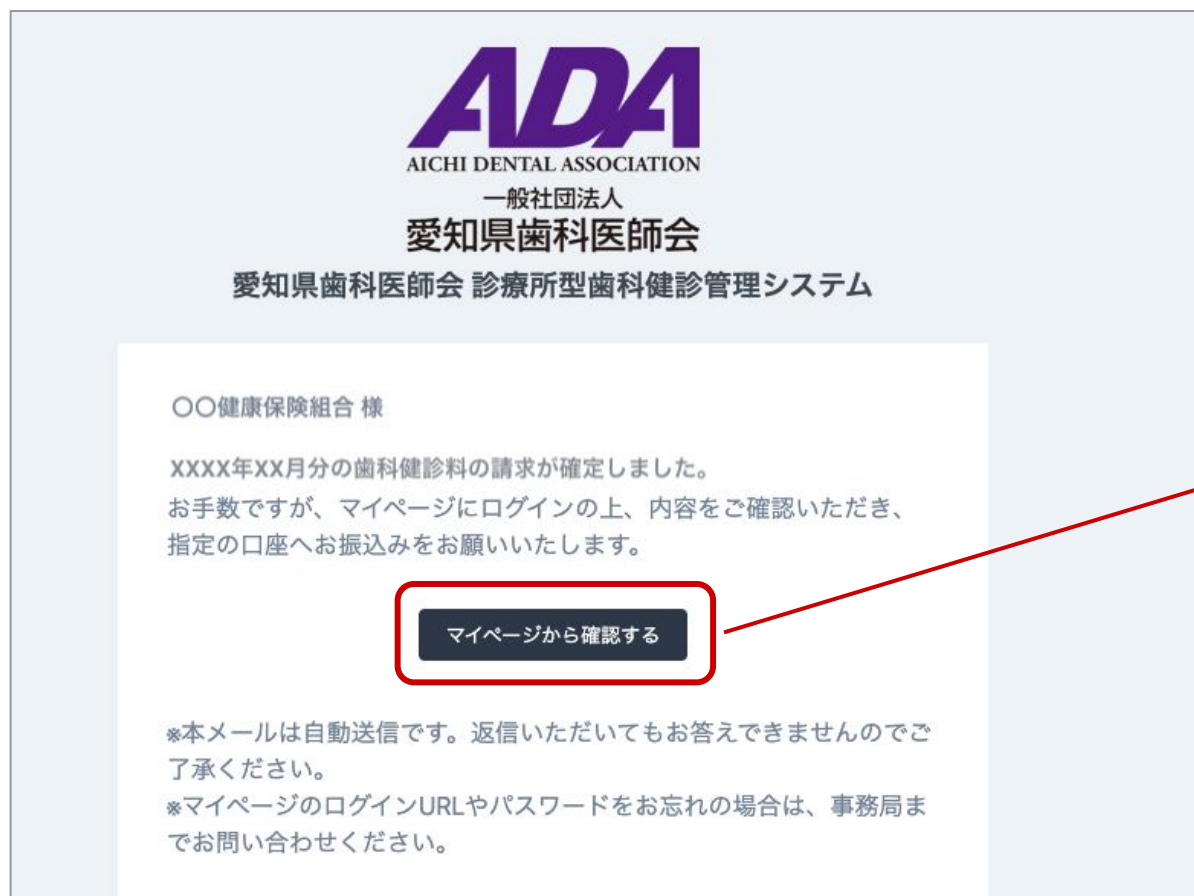 ADA
AICHI DENTAL ASSOCIATION
一般社団法人
愛知県歯科医師会
愛知県歯科医師会 診療所型歯科健診管理システム
〇〇健康保険組合 様
XXXX年XX月分の歯科健診料の請求が確定しました。
お手数ですが、マイページにログインの上、内容をご確認いただき、
指定の口座へお振込みをお願いいたします。
マイページから確認する
※本メールは自動送信です。返信いただいてもお答えできませんのでご
了承ください。
※マイページのログインURLやパスワードをお忘れの場合は、事務局ま
でお問い合わせください。